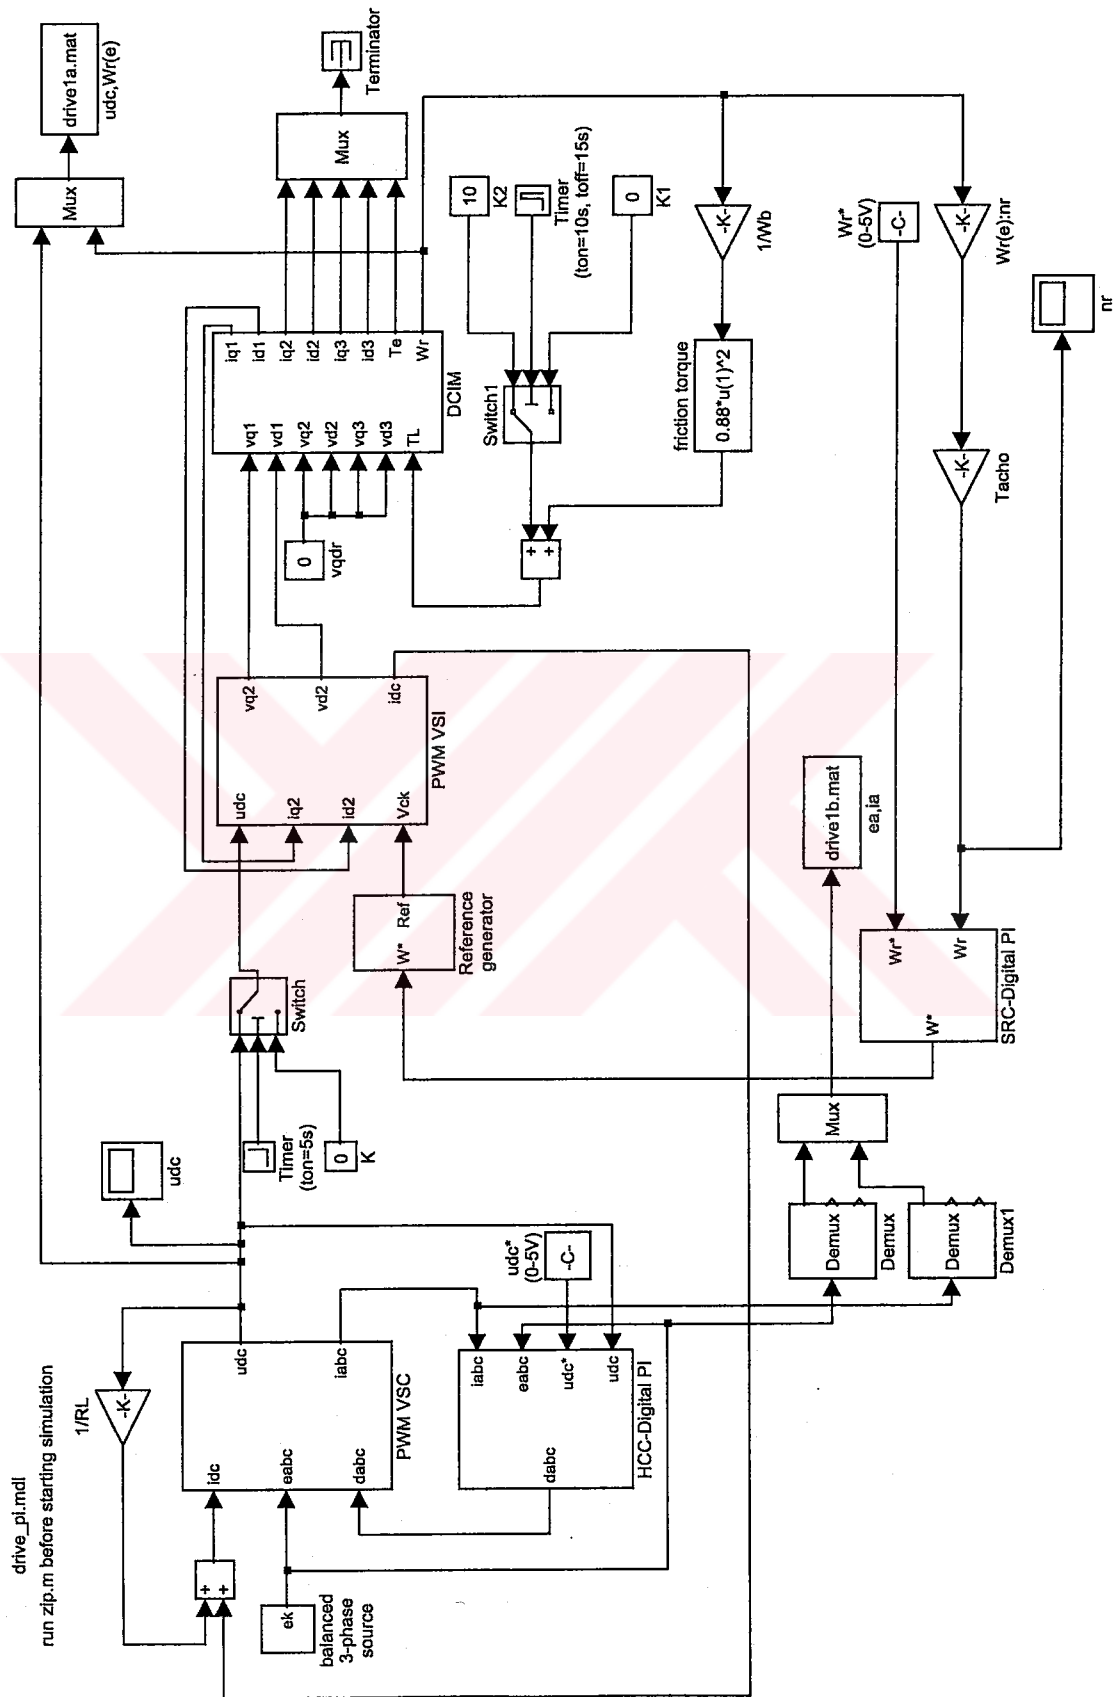 drive_pi.mdl
run zip.m before starting simulation
-K-
1/RL
+
+
ek
balanced
3-phase
source
idc
eabc
dabc
udc
iabc
PWM VSC
dabc
iabc
eabc
udc*
udc
HCC-Digital PI
udc*
(0-5V)
-C-
udc
Timer
(ton=5s)
0
K
Switch
W*
Ref
Reference
generator
udc
iq2
id2
Vck
vq2
vd2
idc
PWM VSI
0
vqdr
vq1
vd1
vq2
vd2
vq3
vd3
TL
iq1
id1
iq2
id2
iq3
id3
Te
Wr
DCIM
Mux
drive1a.mat
udc,Wr(e)
Mux
Terminator
10
K2
Timer
(ton=10s, toff=15s)
0
K1
Switch1
+
+
friction torque
0.88*u(1)^2
-K-
1/Wb
Wr*
(0-5V)
-C-
-K-
Wr(e):nr
-K-
Tacho
nr
Wr*
Wr
W*
SRC-Digital PI
Demux
Demux
Demux
Demux1
Mux
drive1b.mat
ea,ia